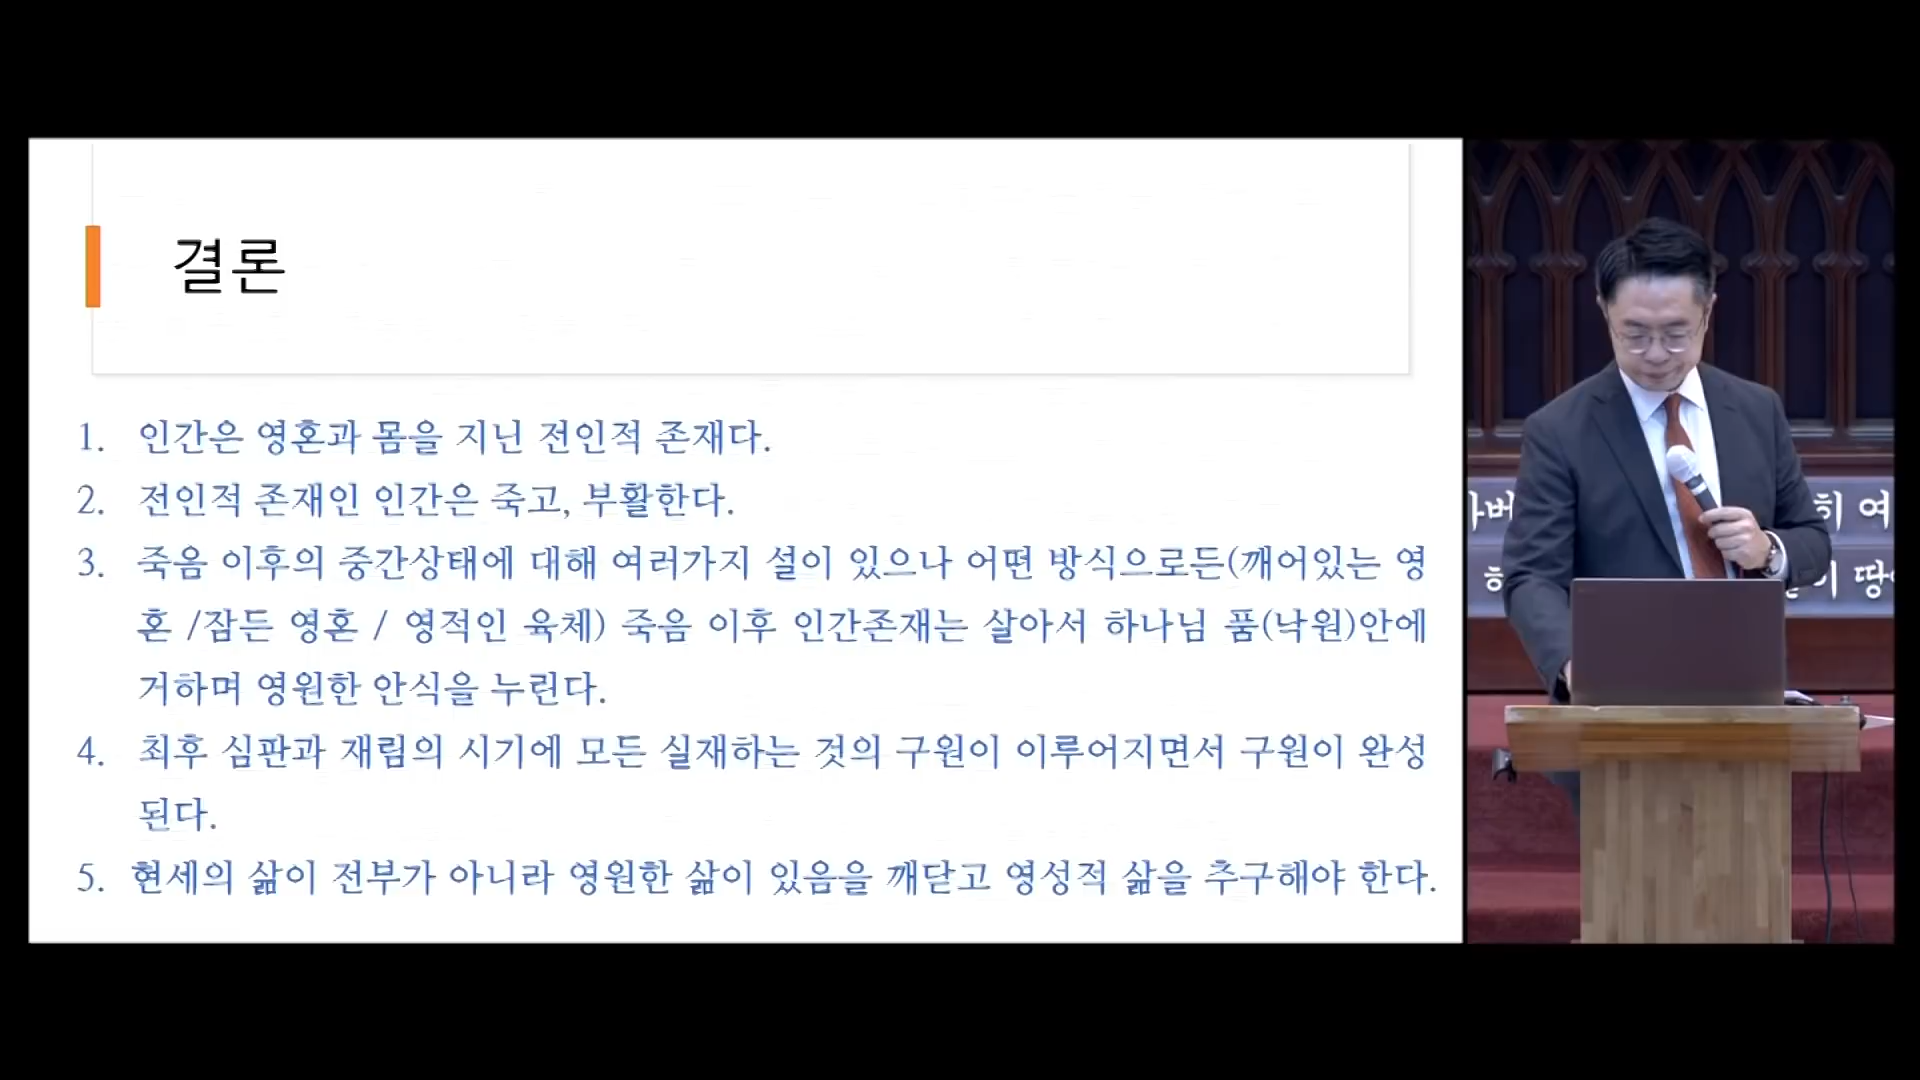 결론
1. 인간은 영혼과 몸을 지닌 전인적 존재다.
2. 전인적 존재인 인간은 죽고, 부활한다.
3. 죽음 이후의 중간상태에 대해 여러가지 설이 있으나 어떤 방식으로든(깨어있는 영
혼 /잠든 영혼 / 영적인 육체) 죽음 이후 인간존재는 살아서 하나님 품(낙원)안에
거하며 영원한 안식을 누린다.
4. 최후 심판과 재림의 시기에 모든 실재하는 것의 구원이 이루어지면서 구원이 완성
된다.
5. 현세의 삶이 전부가 아니라 영원한 삶이 있음을 깨닫고 영성적 삶을 추구해야 한다.
히 여
이 땅